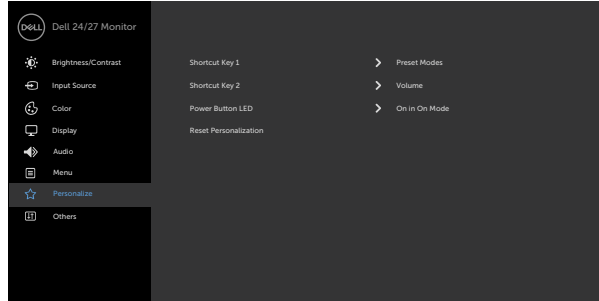 DELL Dell 24/27 Monitor
Brightness/Contrast
Input Source
Color
Display
Audio
Menu
Personalize
Others
Shortcut Key 1 Preset Modes
Shortcut Key 2 Volume
Power Button LED On in On Mode
Reset Personalization